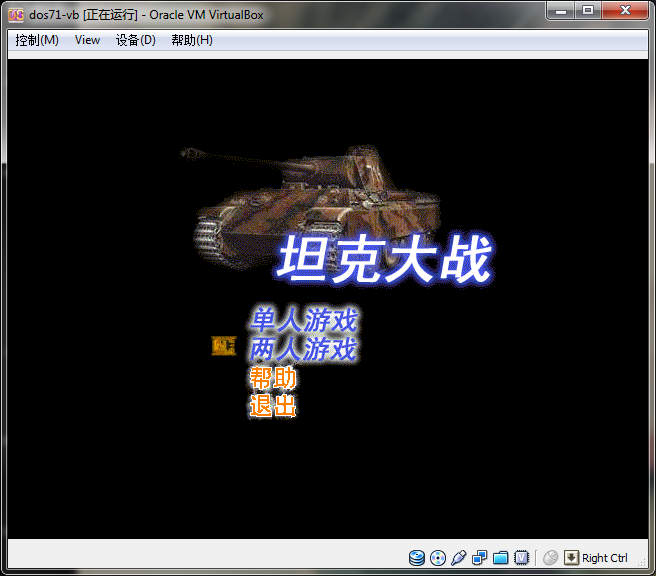 dos71-vb [正在运行] - Oracle VM VirtualBox
控制(M) View 设备(D) 帮助(H)
坦克大战
单人游戏
两人游戏
帮助
退出
Right Ctrl